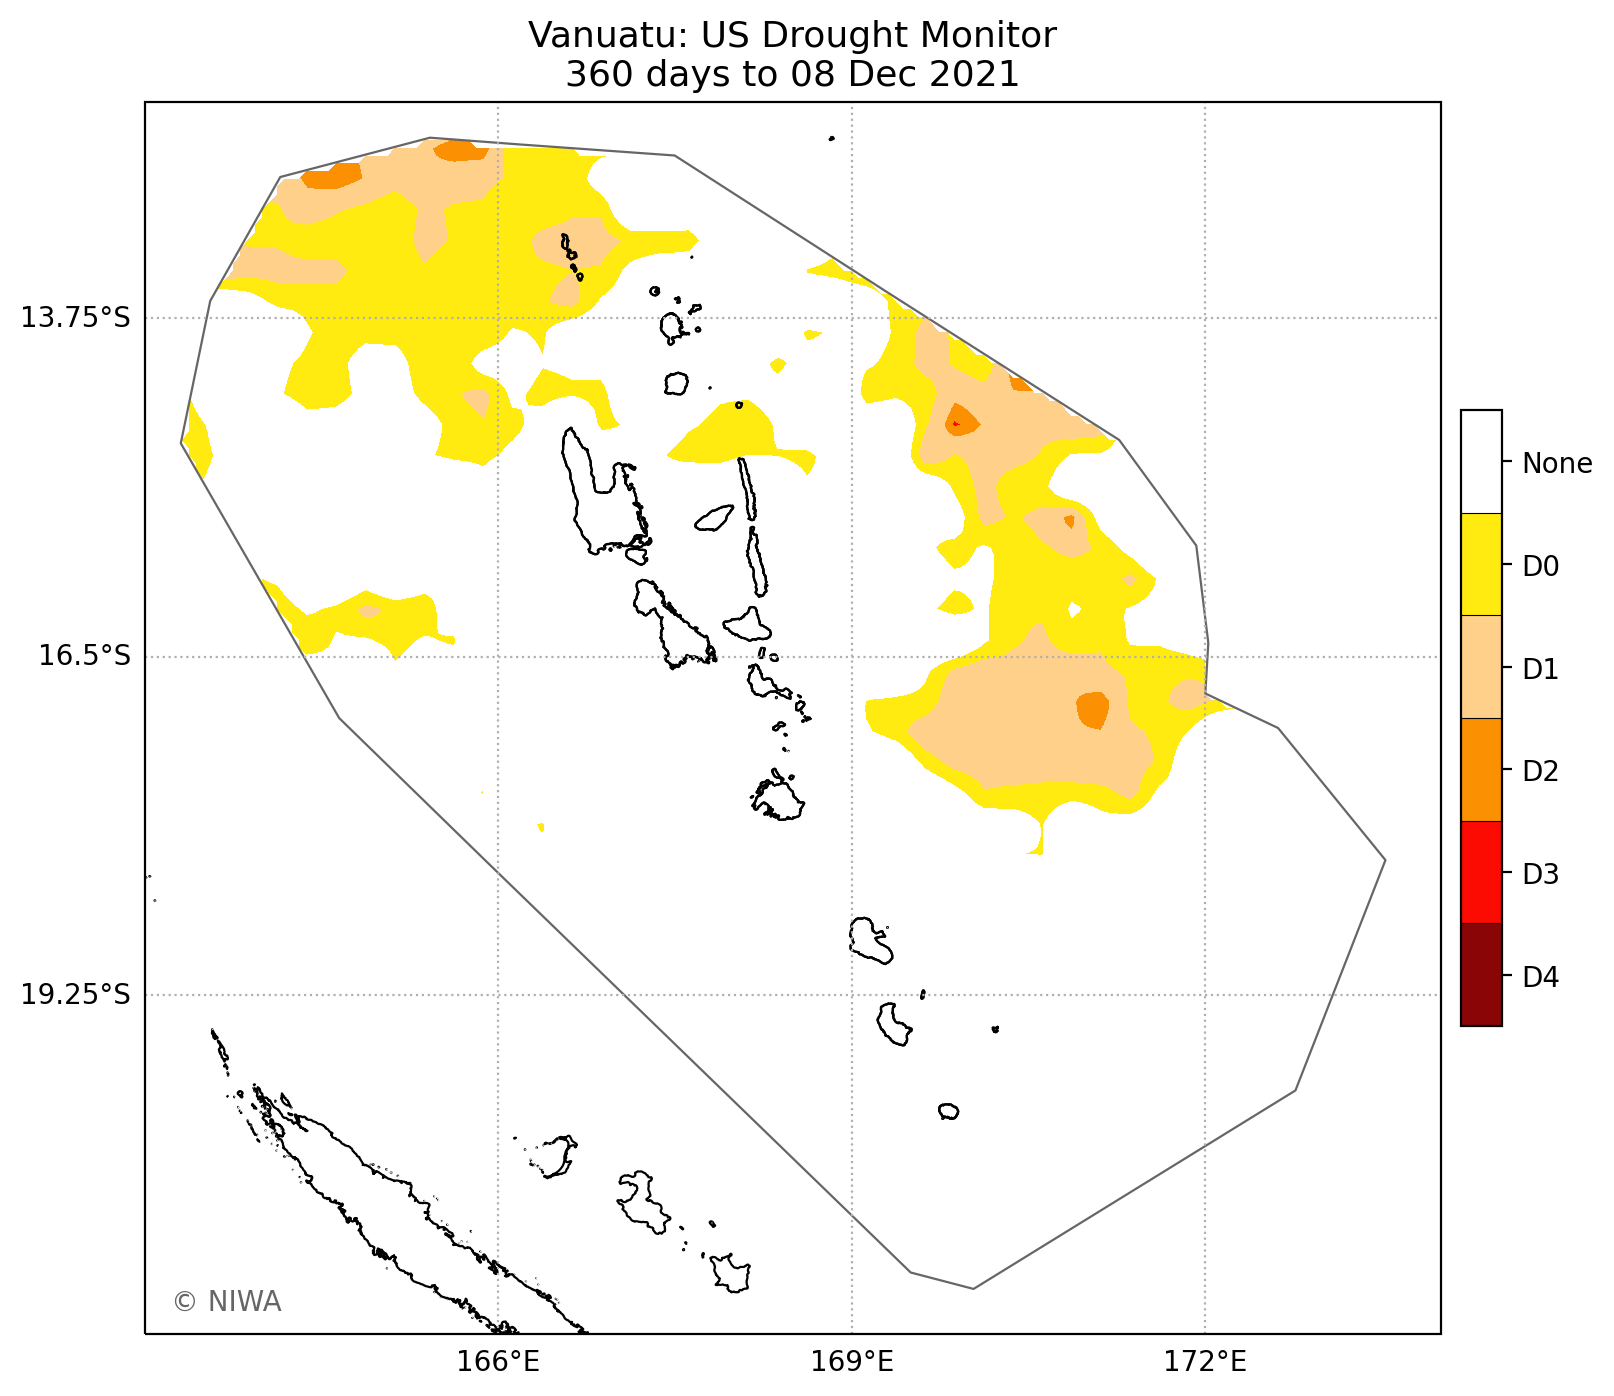 Vanuatu: US Drought Monitor
360 days to 08 Dec 2021
13.75°S
16.5°S
19.25°S
166°E
169°E
172°E
None
D0
D1
D2
D3
D4
© NIWA